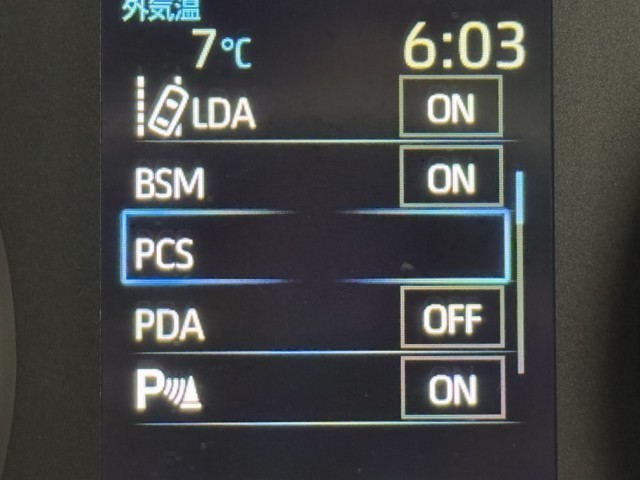 外気温
7℃ 6:03
LDA ON
BSM ON
PCS
PDA OFF
P ON